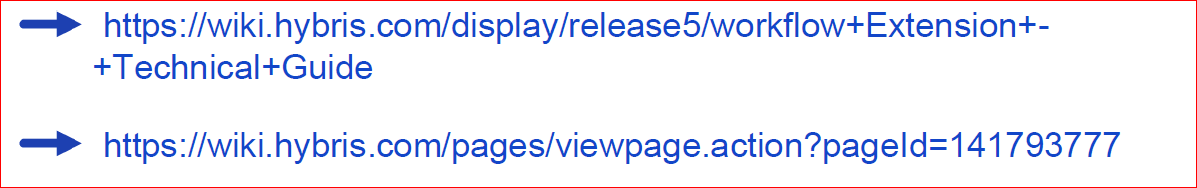 https://wiki.hybris.com/display/release5/workflow+Extension+-
+Technical+Guide
https://wiki.hybris.com/pages/viewpage.action?pageId=141793777